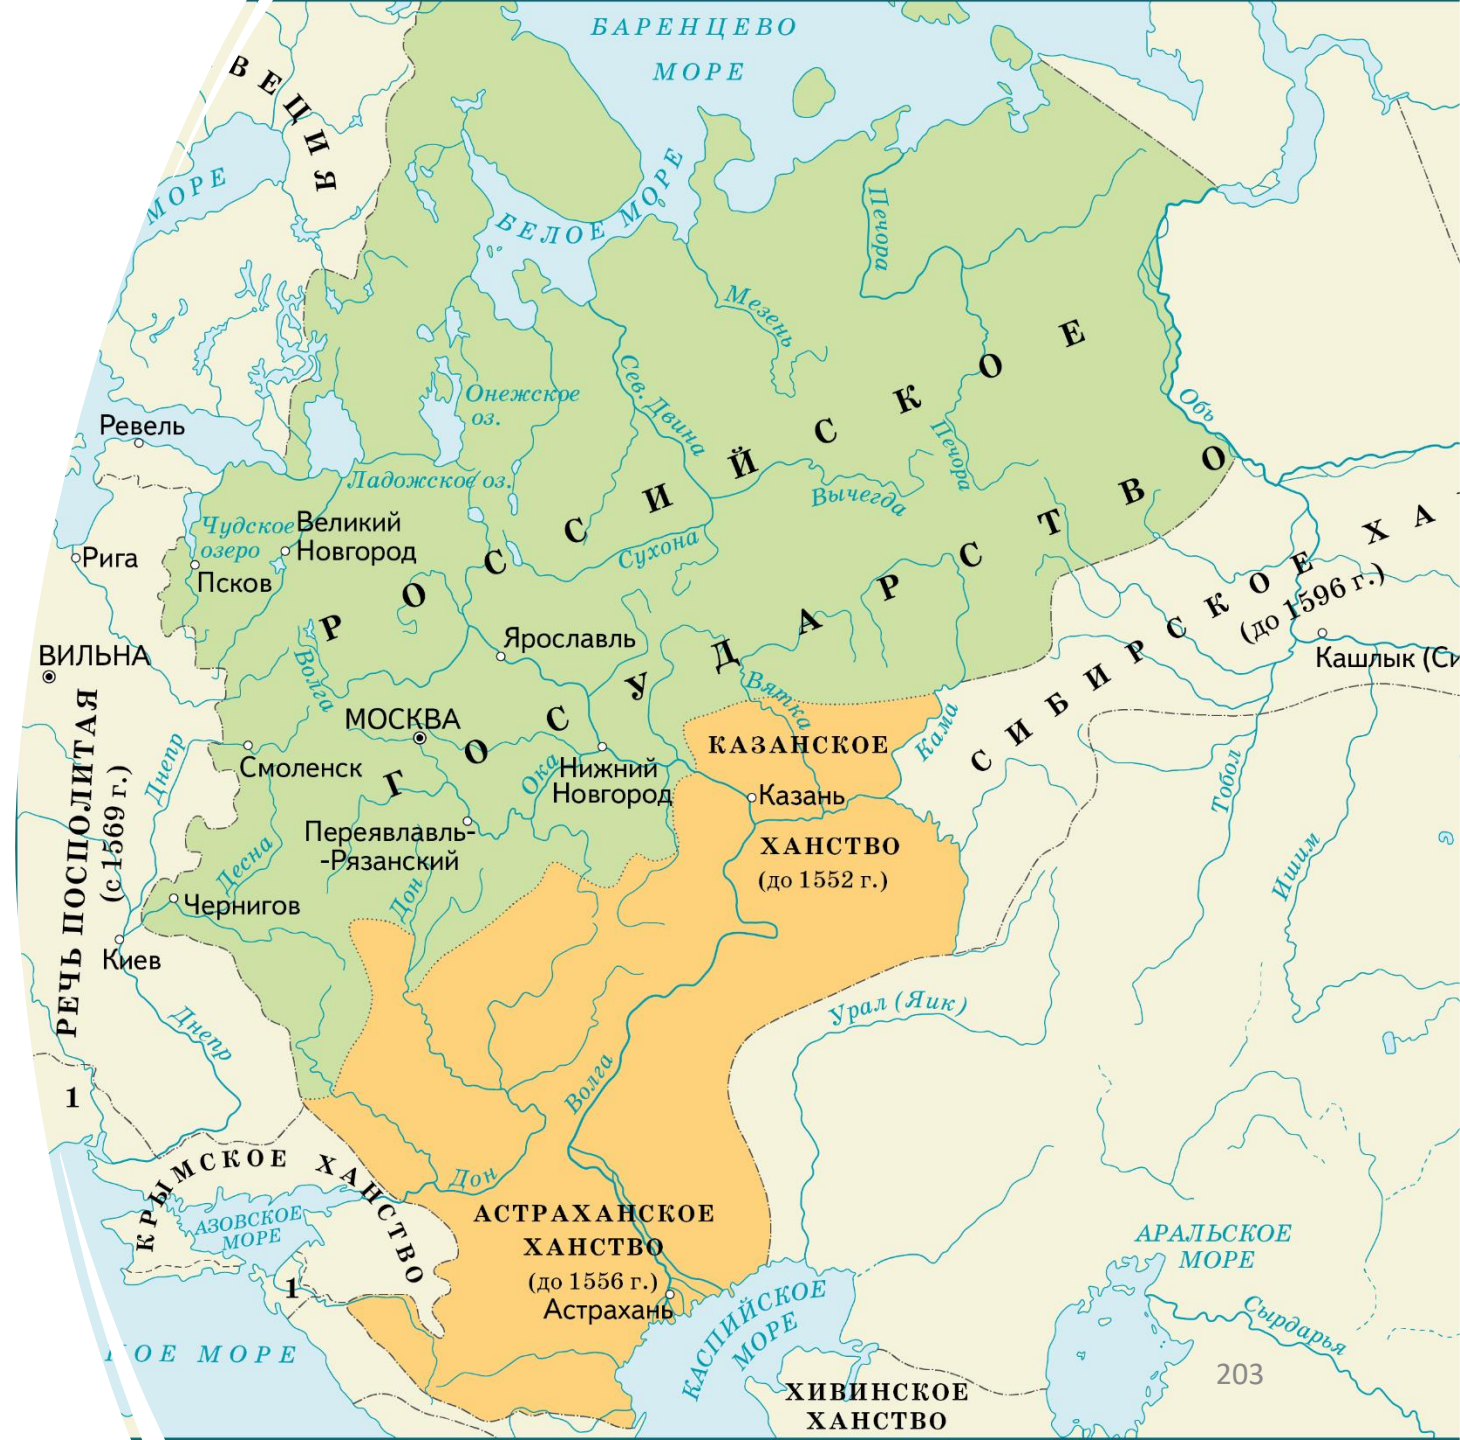 БАРЕНЦЕВО
МОРЕ
ВЕЦИЯ
МОРЕ
БЕЛОЕ МОРЕ
Печора
Мезень
Онежское
оз.
Сев. Двина
Обь
Ревель
Ладожское оз.
Вычегда
Печора
РОССИЙСКОЕ
ГОСУДАРСТВО
Чудское
озеро
Великий
Новгород
Рига
Псков
Сухона
СИБИРСКОЕ ХА
(до 1596 г.)
Кашлык (Си
ВИЛЬНА
Ярославль
Волга
Вятка
Кама
МОСКВА
КАЗАНСКОЕ
Смоленск
Днепр
Ока
Нижний
Новгород
Казань
Тобол
РЕЧЬ ПОСПОЛИТАЯ
(с 1569 г.)
Переявлавль-
-Рязанский
ХАНСТВО
(до 1552 г.)
Ишим
Десна
Дон
Чернигов
Киев
Днепр
Урал (Яик)
Волга
1
КРЫМСКОЕ ХАНСТВО
Дон
АЗОВСКОЕ
МОРЕ
АСТРАХАНСКОЕ
ХАНСТВО
(до 1556 г.)
Астрахань
1
АРАЛЬСКОЕ
МОРЕ
КАСПИЙСКОЕ
МОРЕ
Сырдарья
ОЕ МОРЕ
203
ХИВИНСКОЕ
ХАНСТВО